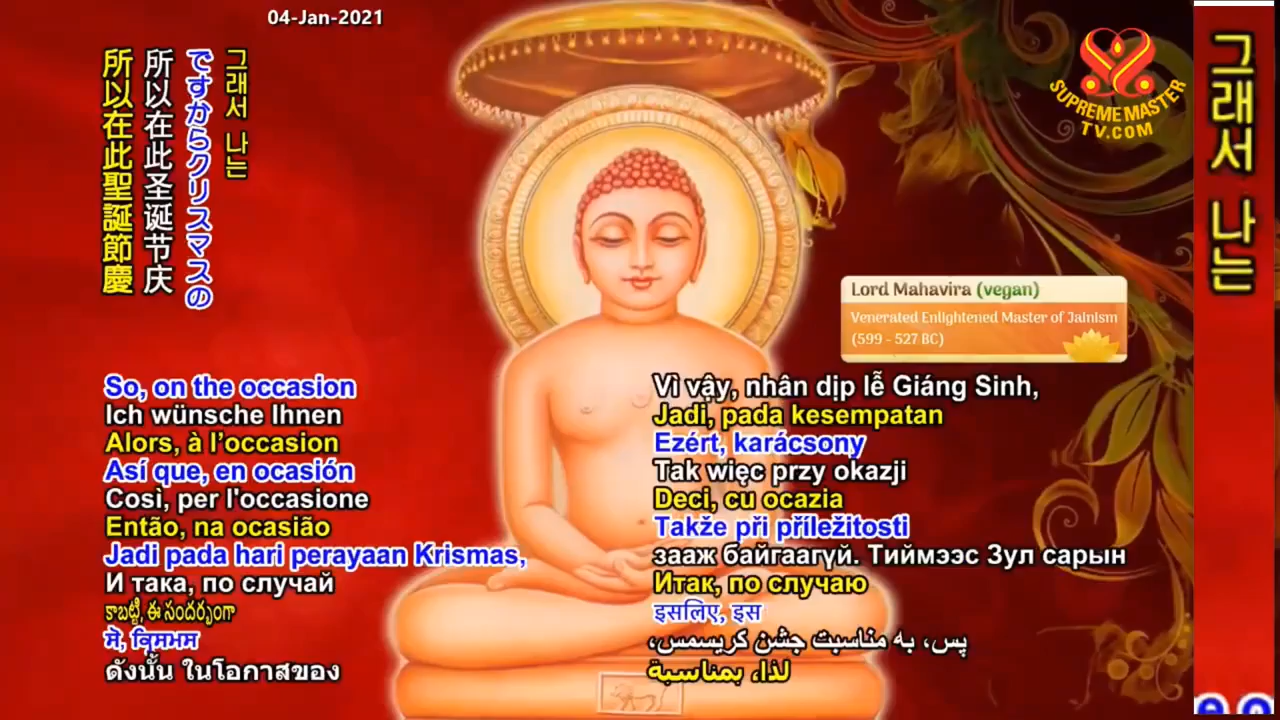 04-Jan-2021
SUPREME MASTER
TV.COM
그래서 나는
ですからクリスマスの
所以在此圣诞节庆
所以在此聖誕節慶
그래서 나는
Lord Mahavira (vegan)
Venerated Enlightened Master of Jainism
(599 - 527 BC)
So, on the occasion
Ich wünsche Ihnen
Alors, à l’occasion
Así que, en ocasión
Così, per l'occasione
Então, na ocasião
Jadi pada hari perayaan Krismas,
И така, по случай
కాబట్టి, ఈ సందర్భంగా
ਸੋ, ਕ੍ਰਿਸਮਸ
ดังนั้น ในโอกาสของ
Vì vậy, nhân dịp lễ Giáng Sinh,
Jadi, pada kesempatan
Ezért, karácsony
Tak więc przy okazji
Deci, cu ocazia
Takže při příležitosti
зааж байгаагүй. Тиймээс Зул сарын
Итак, по случаю
इसलिए, इस
پس، به مناسبت جشن کریسمس،
لذا، بمناسبة